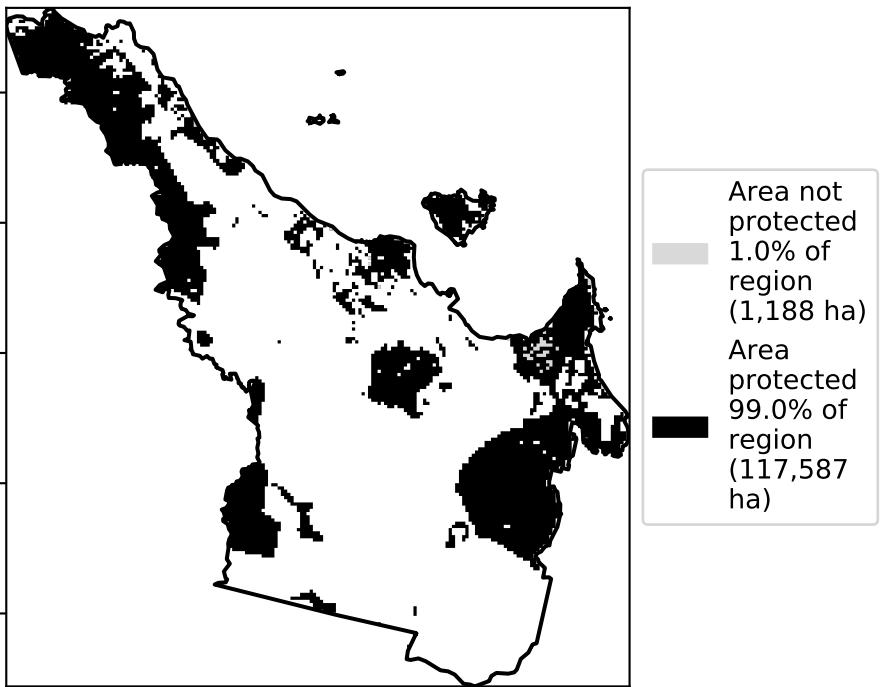 Area not
protected
1.0% of
region
(1,188 ha)
Area
protected
99.0% of
region
(117,587
ha)